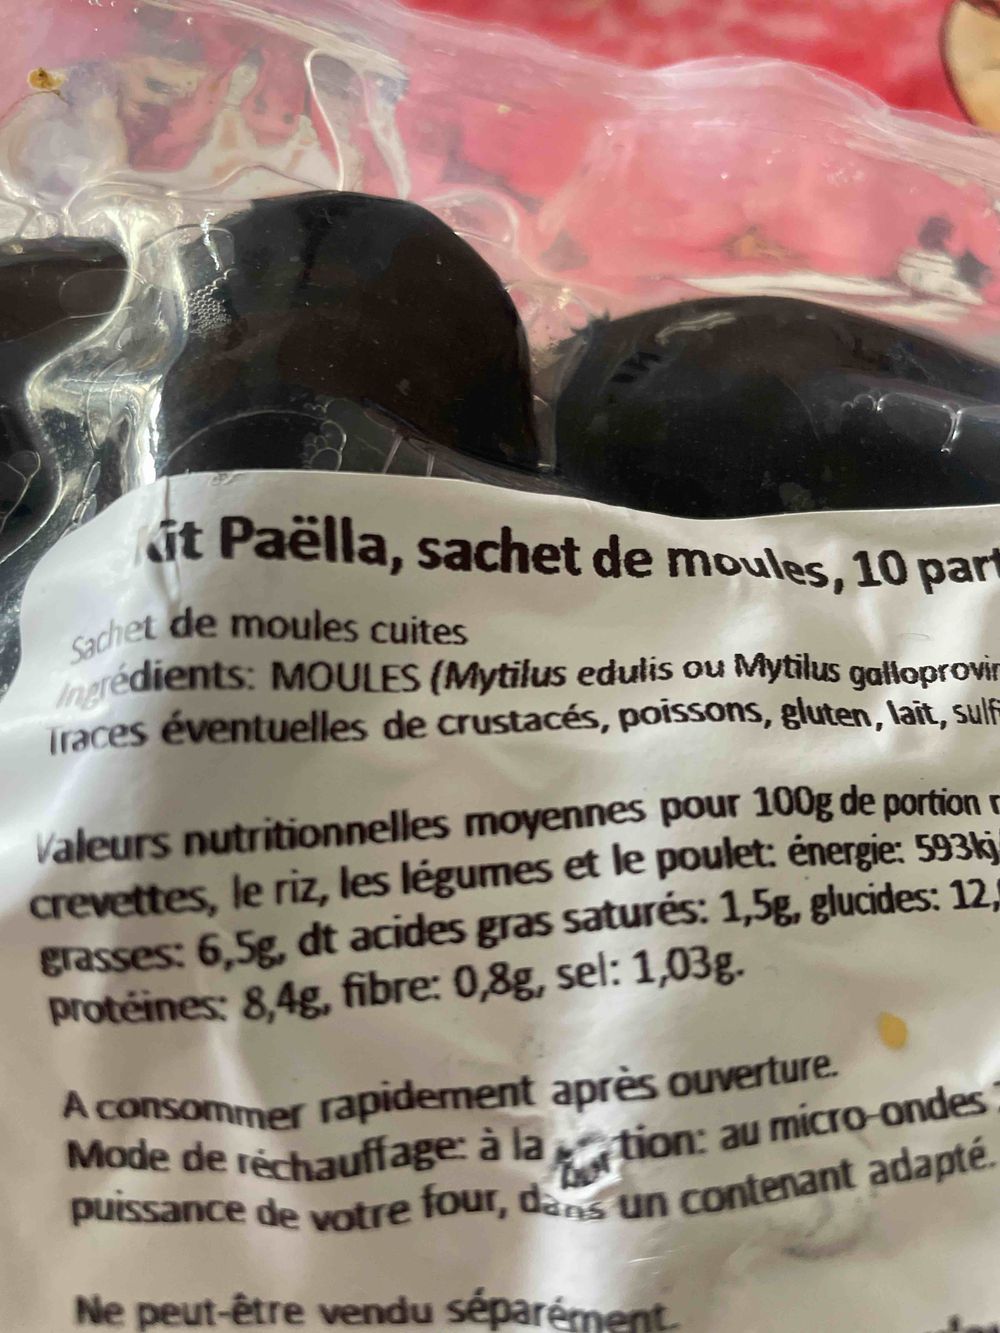 Kit Paëlla, sachet de moules, 10 part
Sachet de moules cuites
Ingrédients: MOULES (Mytilus edulis ou Mytilus galloprovin
Traces éventuelles de crustacés, poissons, gluten, lait, sulf
Valeurs nutritionnelles moyennes pour 100g de portion
crevettes, le riz, les légumes et le poulet: énergie: 593kj
grasses: 6,5g, dt acides gras saturés: 1,5g, glucides: 12,
protéines: 8,4g, fibre: 0,8g, sel: 1,03g.
A consommer rapidement après ouverture.
Mode de réchauffage: à la portion: au micro-ondes
puissance de votre four, dans un contenant adapté.
Ne peut-être vendu séparément.